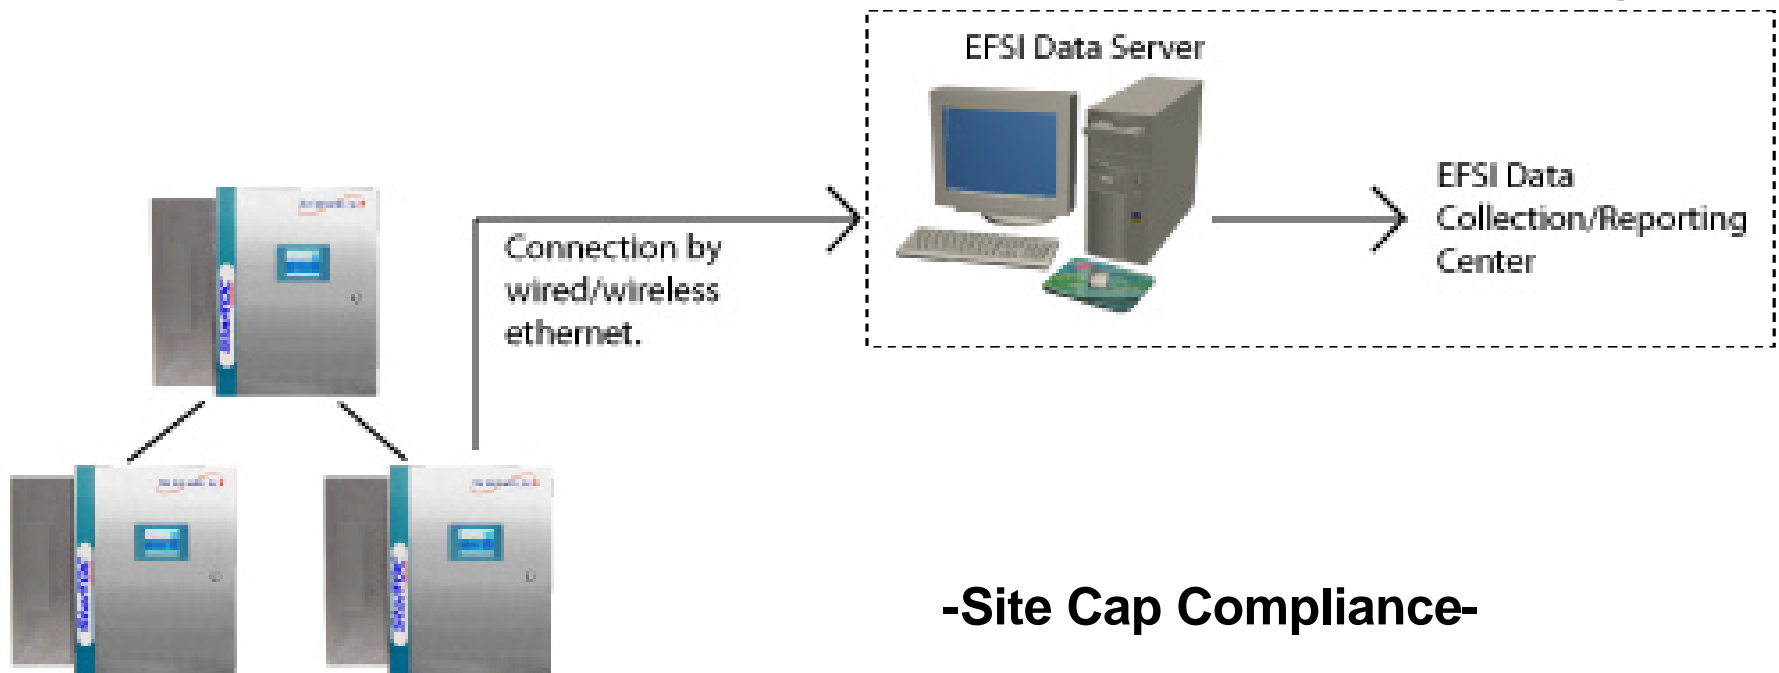 EFSI Data Server
EFSI Data
Collection/Reporting
Center
Connection by
wired/wireless
ethernet.
-Site Cap Compliance-